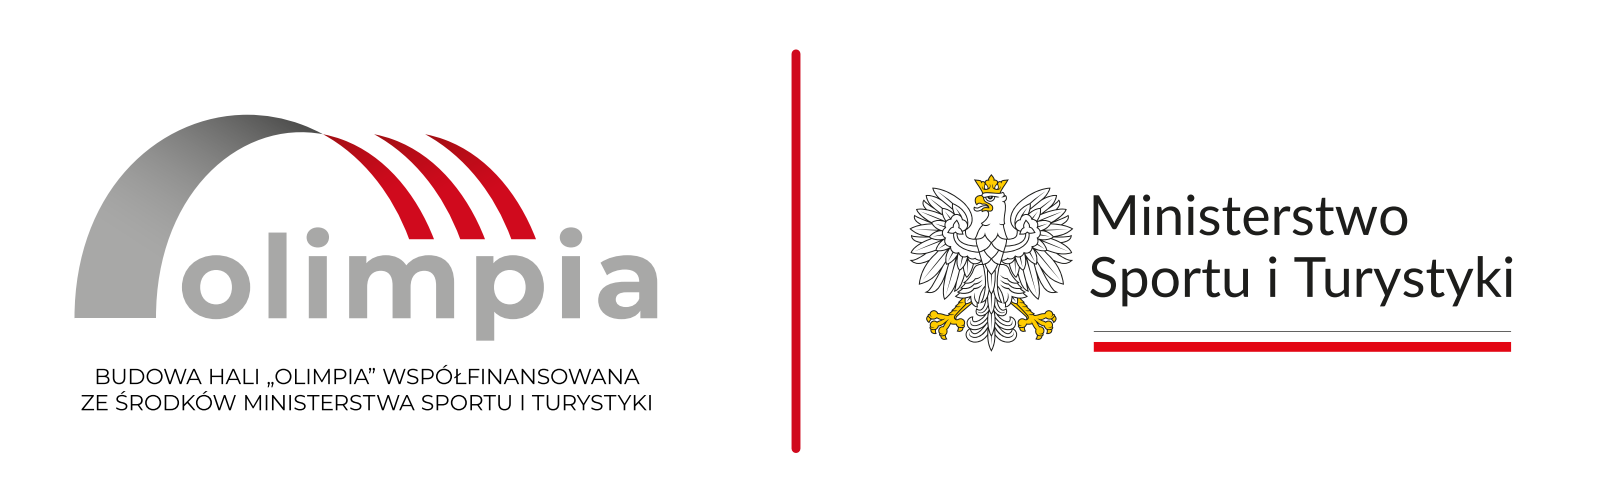 olimpia
BUDOWA HALI „OLIMPIA” WSPÓŁFINANSOWANA
ZE ŚRODKÓW MINISTERSTWA SPORTU I TURYSTYKI
Ministerstwo
Sportu i Turystyki